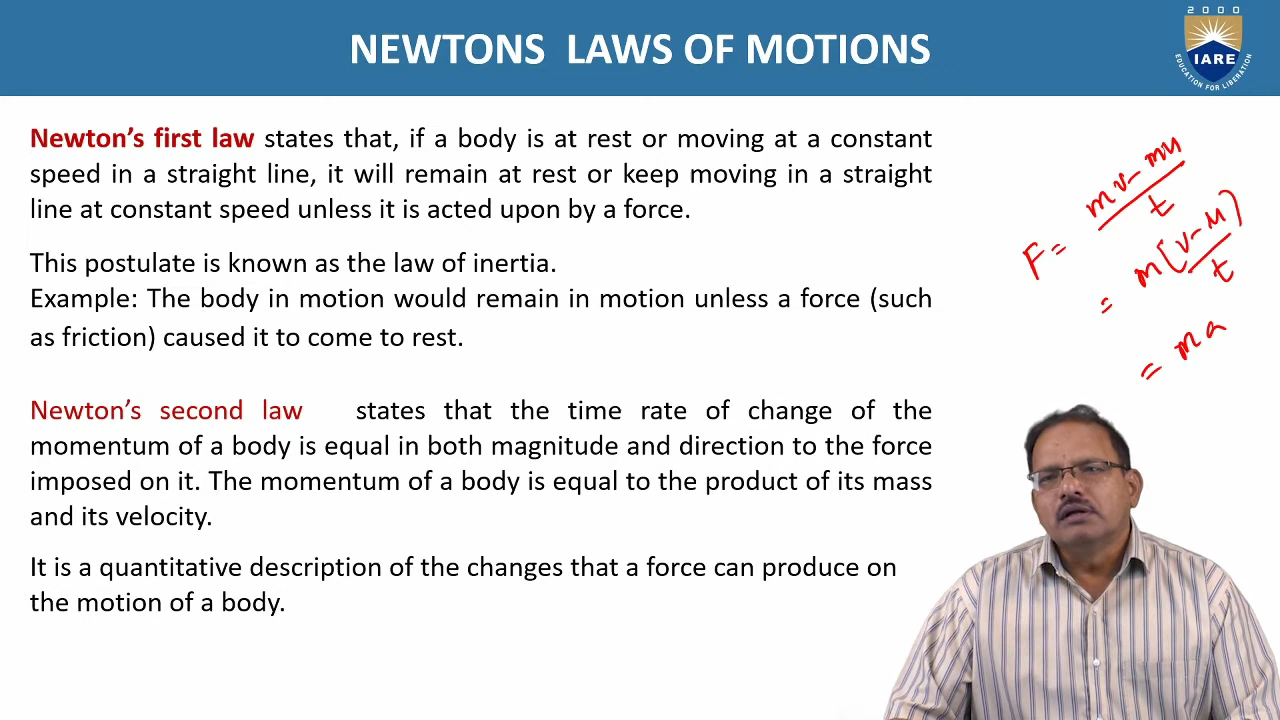 NEWTONS LAWS OF MOTIONS
2000
IARE
EDUCATION FOR LIBERATION
Newton's first law states that, if a body is at rest or moving at a constant
speed in a straight line, it will remain at rest or keep moving in a straight
line at constant speed unless it is acted upon by a force.
This postulate is known as the law of inertia.
Example: The body in motion would remain in motion unless a force (such
as friction) caused it to come to rest.
Newton's second law states that the time rate of change of the
momentum of a body is equal in both magnitude and direction to the force
imposed on it. The momentum of a body is equal to the product of its mass
and its velocity.
It is a quantitative description of the changes that a force can produce on
the motion of a body.
F = mv-mu
t
= m[v-u)
t
= ma